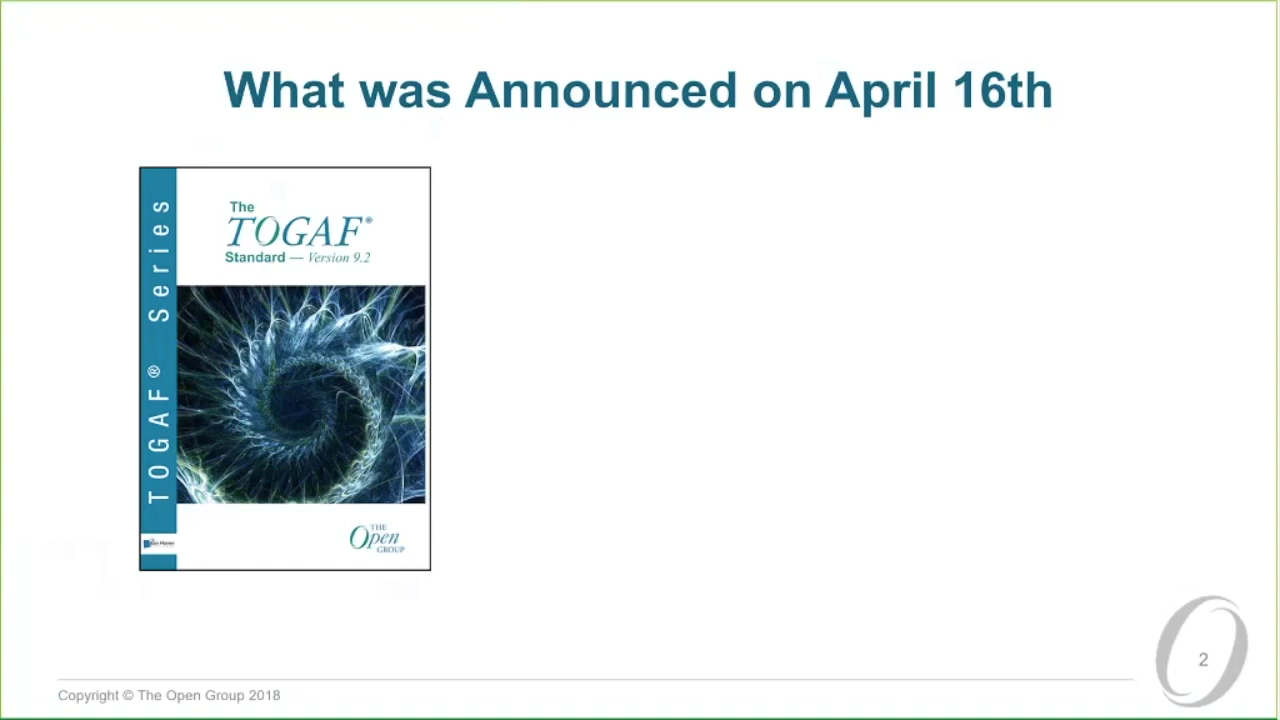 What was Announced on April 16th
TOGAF® Series
The
TOGAF®
Standard — Version 9.2
THE
Open
GROUP
2
Copyright © The Open Group 2018